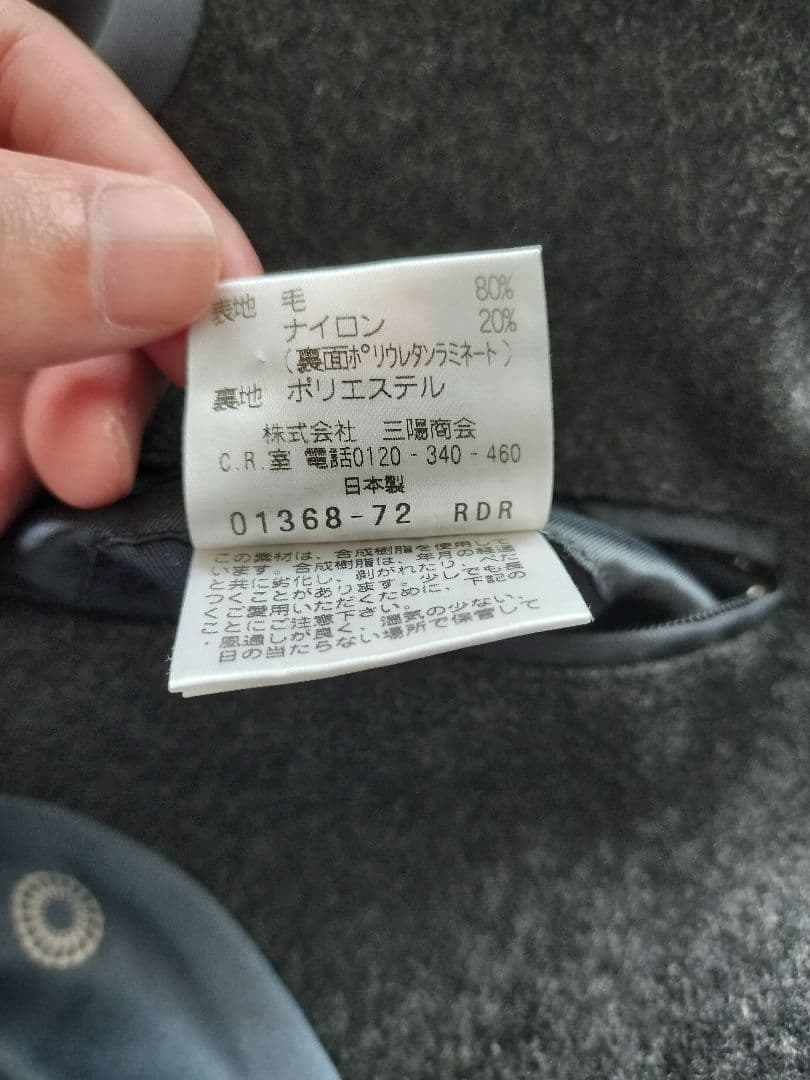 表地 毛 80%
ナイロン 20%
(裏面ポリウレタンラミネート)
裏地 ポリエステル
株式会社 三陽商会
C.R.室 電話0120-340-460
日本製
01368-72 RDR
この素材は、合成樹脂を使用して
います。合成樹脂は、年月の経過
と共に劣化し、剥がれたり、べた
つくことがあります。少しでも長
くご愛用いただくために、下記の
ことにご注意下さい。
・風通しが良く、湿気の少ない、
日の当たらない場所で保管して